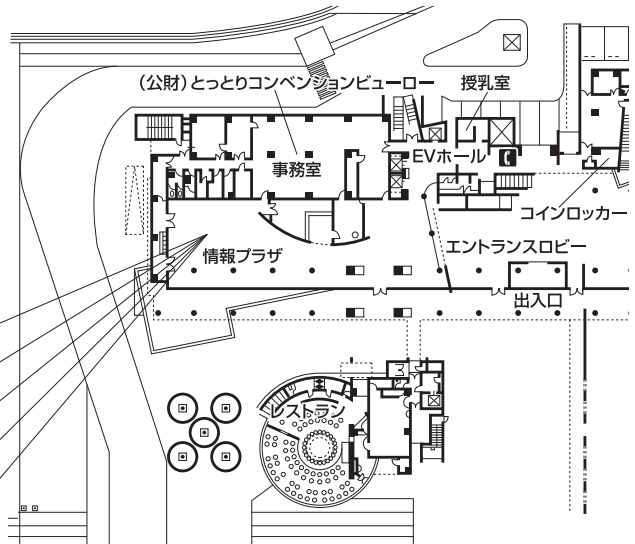 (公財)とっとりコンベンションビューロー
授乳室
事務室
EVホール
コインロッカー
エントランスロビー
情報プラザ
出入口
レストラン